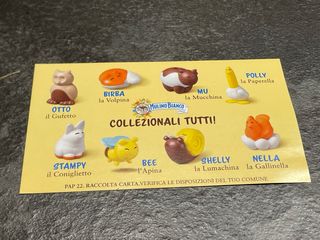 OTTO
il Gufetto
BIRBA
la Volpina
MU
la Mucchina
POLLY
la Paperella
MULINO BIANCO
COLLEZIONALI TUTTI!
STAMPY
il Coniglietto
BEE
l'Apina
SHELLY
la Lumachina
NELLA
la Gallinella
PAP 22. RACCOLTA CARTA. VERIFICA LE DISPOSIZIONI DEL TUO COMUNE.